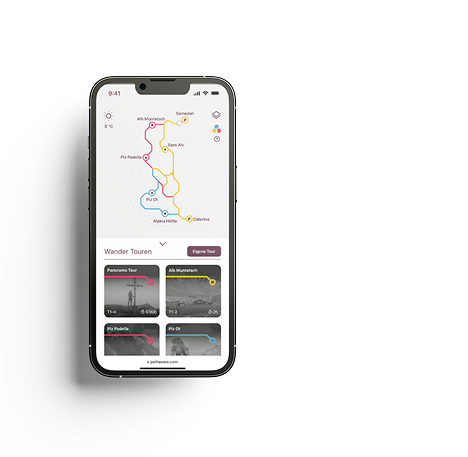 9:41
Samedan
Alb Muntatsch
6 °C
Sass Alv
Piz Padella
Piz Ot
Alpina Hütte
Celerina
Wander Touren
Eigene Tour
Panorama Tour
Alb Muntatsch
T1-4
6:00h
T1-2
2h
Piz Padella
Piz Ot
pathaware.com